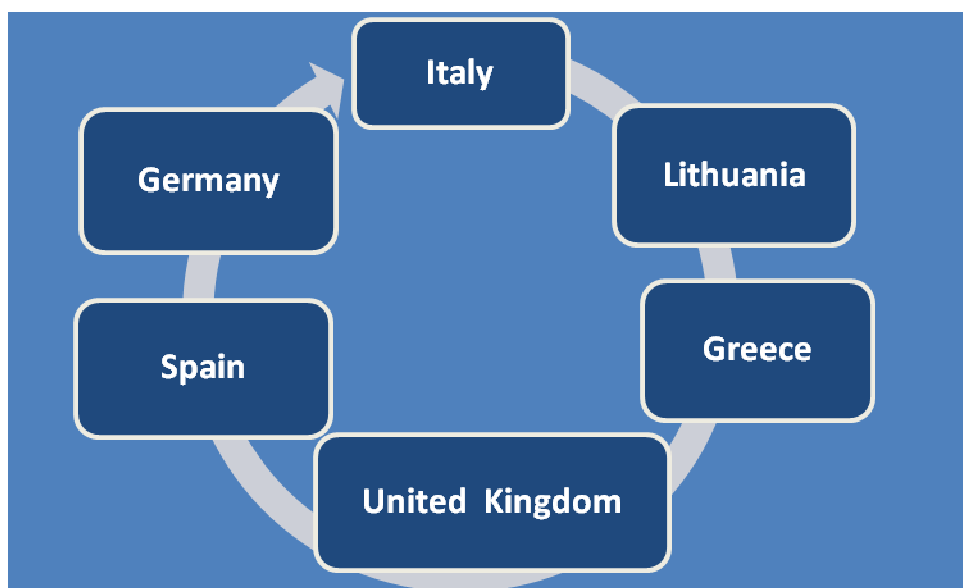 Italy
Lithuania
Greece
United Kingdom
Spain
Germany